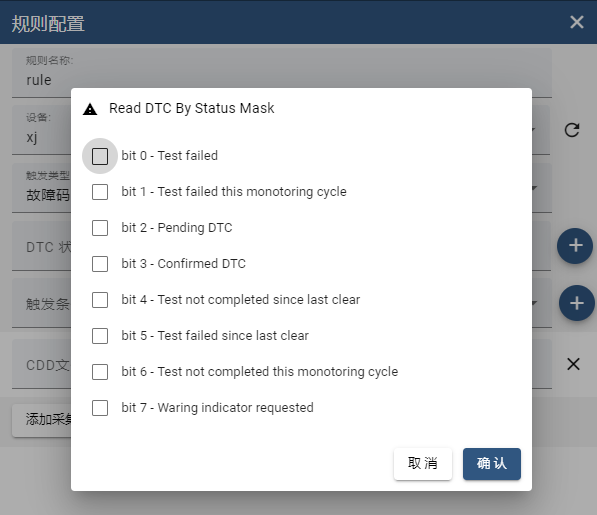 规则配置
规则名称:
rule
设备:
xj
触发类型
故障码
DTC 状
触发条
CDD文
添加采集
Read DTC By Status Mask
bit 0 - Test failed
bit 1 - Test failed this monotoring cycle
bit 2 - Pending DTC
bit 3 - Confirmed DTC
bit 4 - Test not completed since last clear
bit 5 - Test failed since last clear
bit 6 - Test not completed this monotoring cycle
bit 7 - Waring indicator requested
取消
确认